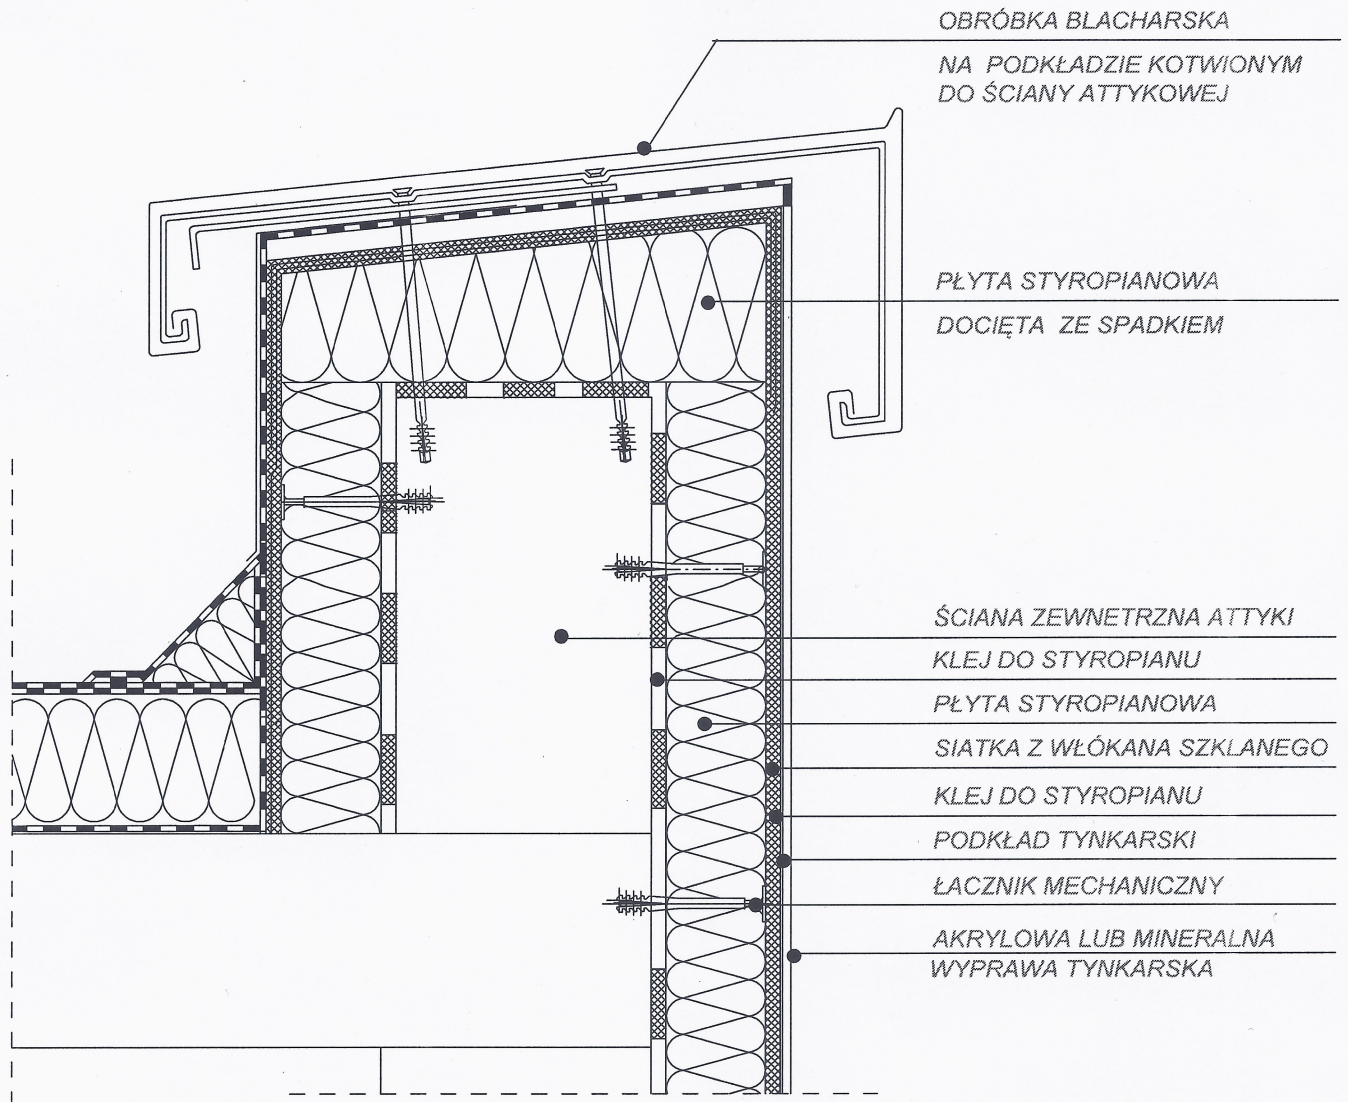 OBRÓBKA BLACHARSKA
NA PODKŁADZIE KOTWIONYM
DO ŚCIANY ATTYKOWEJ
PŁYTA STYROPIANOWA
DOCIĘTA ZE SPADKIEM
ŚCIANA ZEWNETRZNA ATTYKI
KLEJ DO STYROPIANU
PŁYTA STYROPIANOWA
SIATKA Z WŁÓKANA SZKLANEGO
KLEJ DO STYROPIANU
PODKŁAD TYNKARSKI
ŁACZNIK MECHANICZNY
AKRYLOWA LUB MINERALNA
WYPRAWA TYNKARSKA